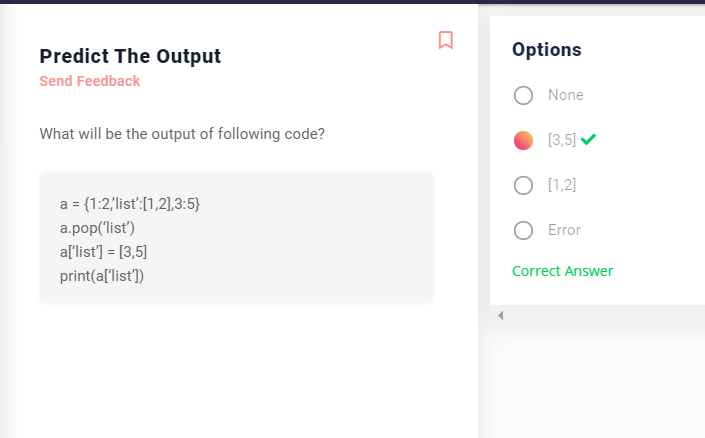 Predict The Output
Send Feedback
What will be the output of following code?
a = {1:2,’list’:[1,2],3:5}
a.pop(‘list’)
a[‘list’] = [3,5]
print(a[‘list’])
Options
None
[3,5]
[1,2]
Error
Correct Answer